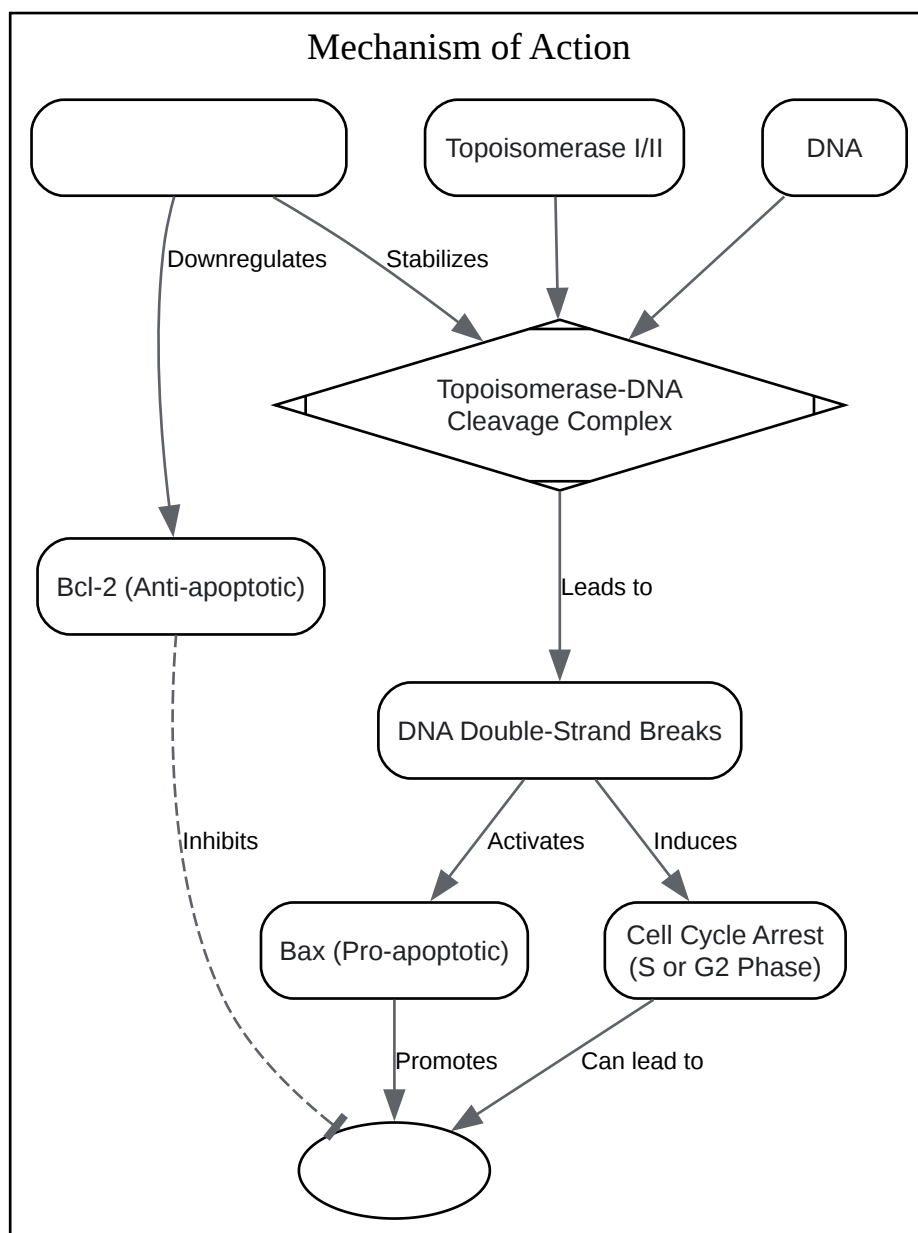 Mechanism of Action
Topoisomerase I/II
DNA
Downregulates
Stabilizes
Topoisomerase-DNA
Cleavage Complex
Bcl-2 (Anti-apoptotic)
Leads to
DNA Double-Strand Breaks
Inhibits
Activates
Induces
Bax (Pro-apoptotic)
Cell Cycle Arrest
(S or G2 Phase)
Promotes
Can lead to